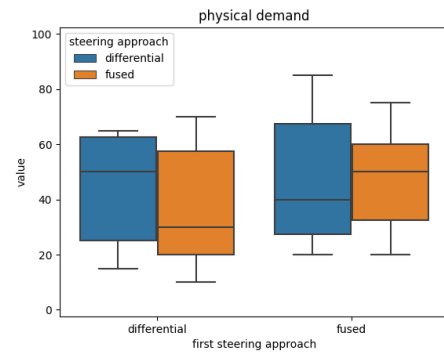 physical demand
100
80
60
40
20
0
value
steering approach
differential
fused
differential
fused
first steering approach